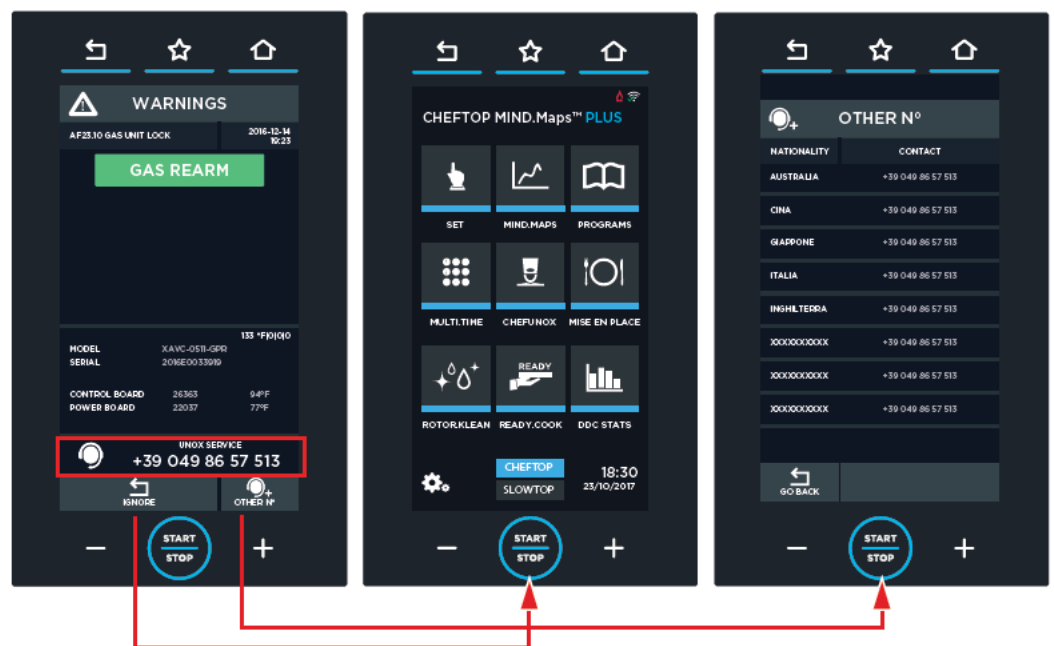 WARNINGS
AF23.10 GAS UNIT LOCK
2016-12-14
19:23
GAS REARM
133 °F|0|0|0
MODEL XAVC-0511-GPR
SERIAL 2016E0033919
CONTROL BOARD 26363 94°F
POWER BOARD 22037 77°F
UNOX SERVICE
+39 049 86 57 513
IGNORE
OTHER N°
START
STOP
CHEFTOP MIND.Maps™ PLUS
SET MIND.MAPS PROGRAMS
MULTI.TIME CHEFUNOX MISE EN PLACE
READY
ROTOR.KLEAN READY.COOK DDC STATS
CHEFTOP
SLOWTOP
18:30
23/10/2017
START
STOP
OTHER N°
NATIONALITY CONTACT
AUSTRALIA +39 049 86 57 513
CINA +39 049 86 57 513
GIAPPONE +39 049 86 57 513
ITALIA +39 049 86 57 513
INGHILTERRA +39 049 86 57 513
XXXXXXXXXX +39 049 86 57 513
XXXXXXXXXX +39 049 86 57 513
XXXXXXXXXX +39 049 86 57 513
GO BACK
START
STOP